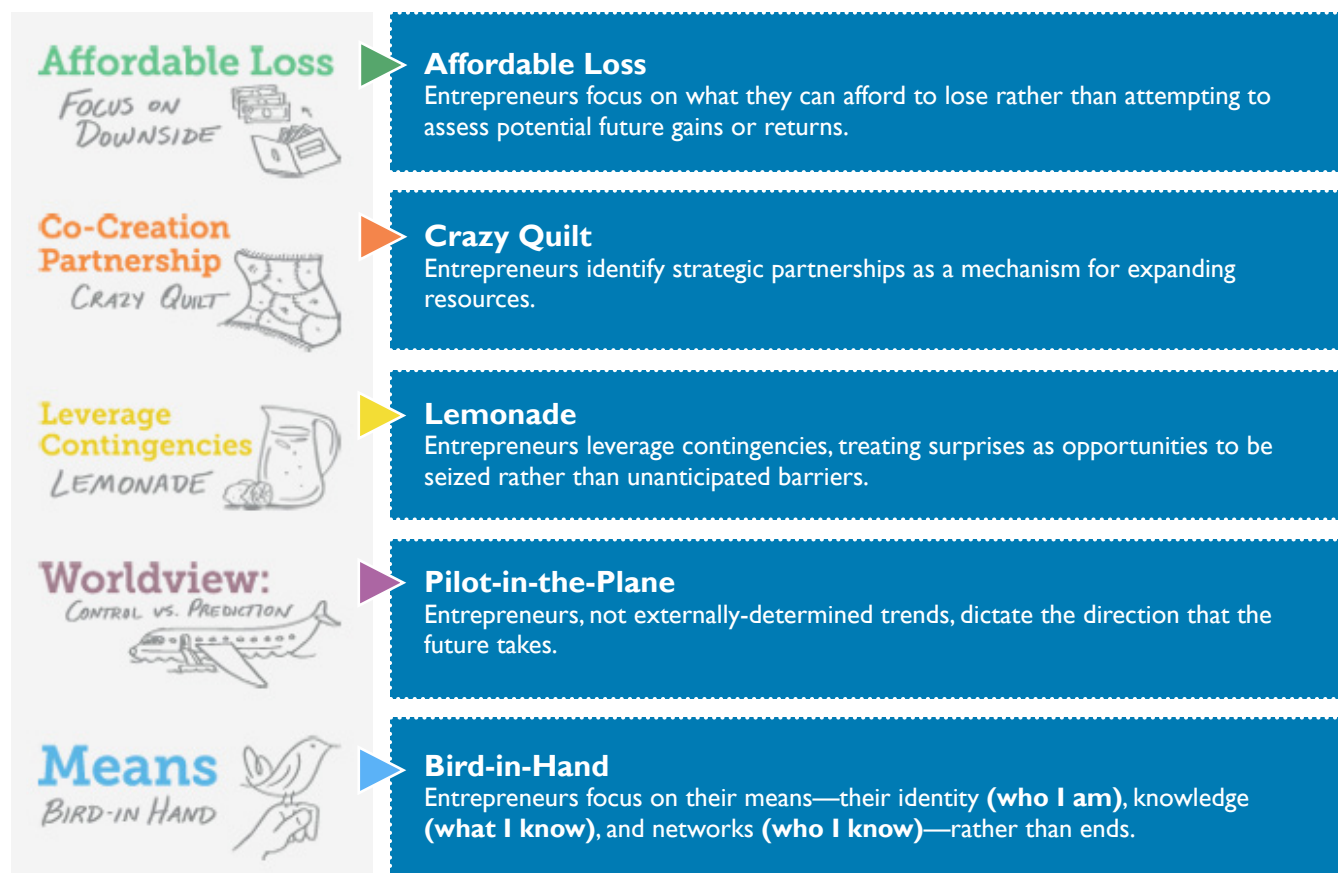 Affordable Loss
FOCUS ON
DOWNSIDE
Affordable Loss
Entrepreneurs focus on what they can afford to lose rather than attempting to
assess potential future gains or returns.
Co-Creation
Partnership
CRAZY QUILT
Crazy Quilt
Entrepreneurs identify strategic partnerships as a mechanism for expanding
resources.
Leverage
Contingencies
LEMONADE
Lemonade
Entrepreneurs leverage contingencies, treating surprises as opportunities to be
seized rather than unanticipated barriers.
Worldview:
CONTROL VS. PREDICTION
Pilot-in-the-Plane
Entrepreneurs, not externally-determined trends, dictate the direction that the
future takes.
Means
BIRD-IN HAND
Bird-in-Hand
Entrepreneurs focus on their means—their identity (who I am), knowledge
(what I know), and networks (who I know)—rather than ends.